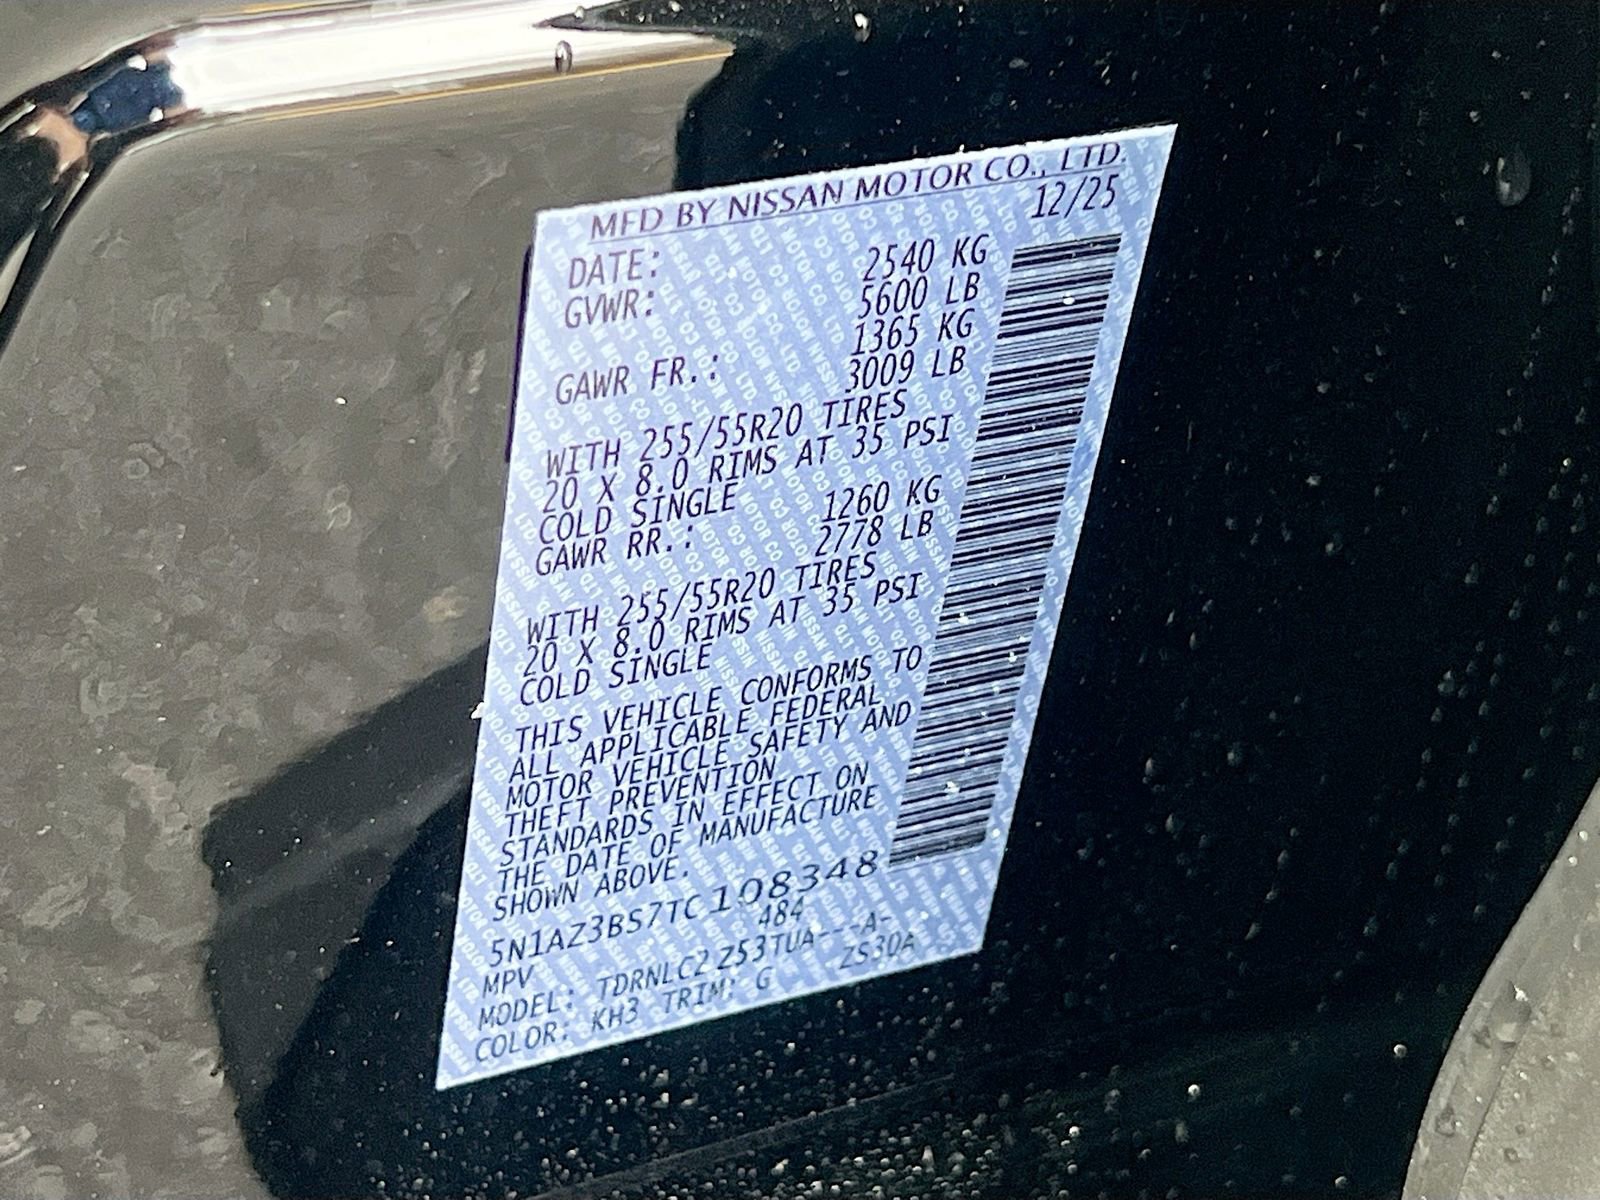 MFD BY NISSAN MOTOR CO., LTD.
DATE: 12/25
GVWR: 2540 KG
5600 LB
1365 KG
GAWR FR.: 3009 LB
WITH 255/55R20 TIRES
20 X 8.0 RIMS AT 35 PSI
COLD SINGLE
GAWR RR.: 1260 KG
2778 LB
WITH 255/55R20 TIRES
20 X 8.0 RIMS AT 35 PSI
COLD SINGLE
THIS VEHICLE CONFORMS TO
ALL APPLICABLE FEDERAL
MOTOR VEHICLE SAFETY AND
THEFT PREVENTION
STANDARDS IN EFFECT ON
THE DATE OF MANUFACTURE
SHOWN ABOVE.
5N1AZ3BS7TC108348
MPV 484
MODEL: TDRNLC2 Z53TUA---A-
COLOR: KH3 TRIM: G ZS30A